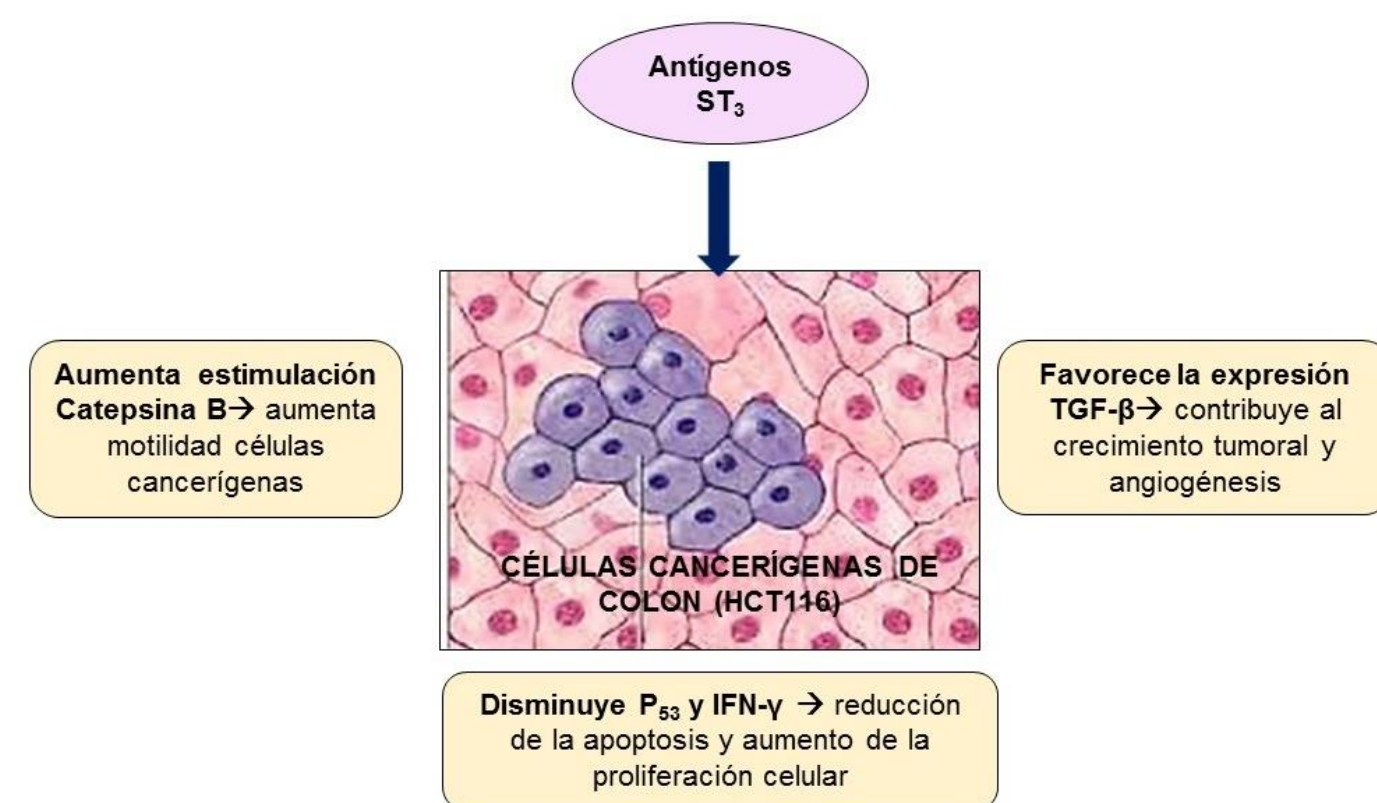 Antígenos
ST₃
Aumenta estimulación
Catepsina B→ aumenta
motilidad células
cancerígenas
Favorece la expresión
TGF-β→ contribuye al
crecimiento tumoral y
angiogénesis
CÉLULAS CANCERÍGENAS DE
COLON (HCT116)
Disminuye P₅₃ y IFN-γ → reducción
de la apoptosis y aumento de la
proliferación celular